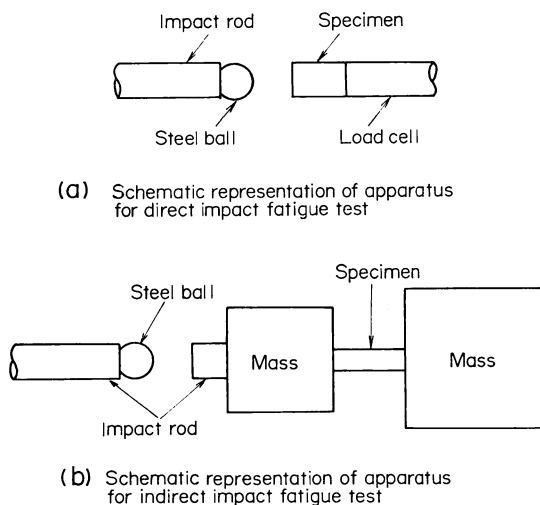 Impact rod
Specimen
Steel ball
Load cell
(a) Schematic representation of apparatus
for direct impact fatigue test
Specimen
Steel ball
Mass
Mass
Impact rod
(b) Schematic representation of apparatus
for indirect impact fatigue test